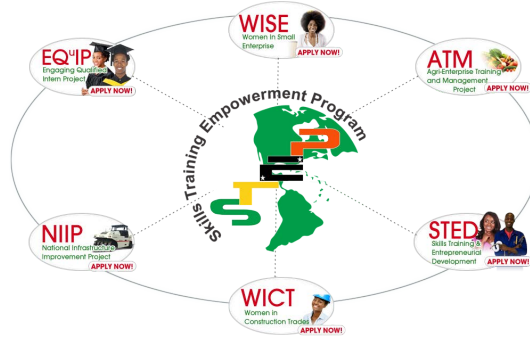 WISE
Women In Small
Enterprise
APPLY NOW!
EQuIP
Engaging Qualified
Intern Project
APPLY NOW!
ATM
Agri-Enterprise Training
and Management
Project
APPLY NOW!
Skills Training Empowerment Program
STEP
NIIP
National Infrastructure
Improvement Project
APPLY NOW!
STED
Skills Training &
Entrepreneurial
Development
APPLY NOW!
WICT
Women in
Construction Trades
APPLY NOW!